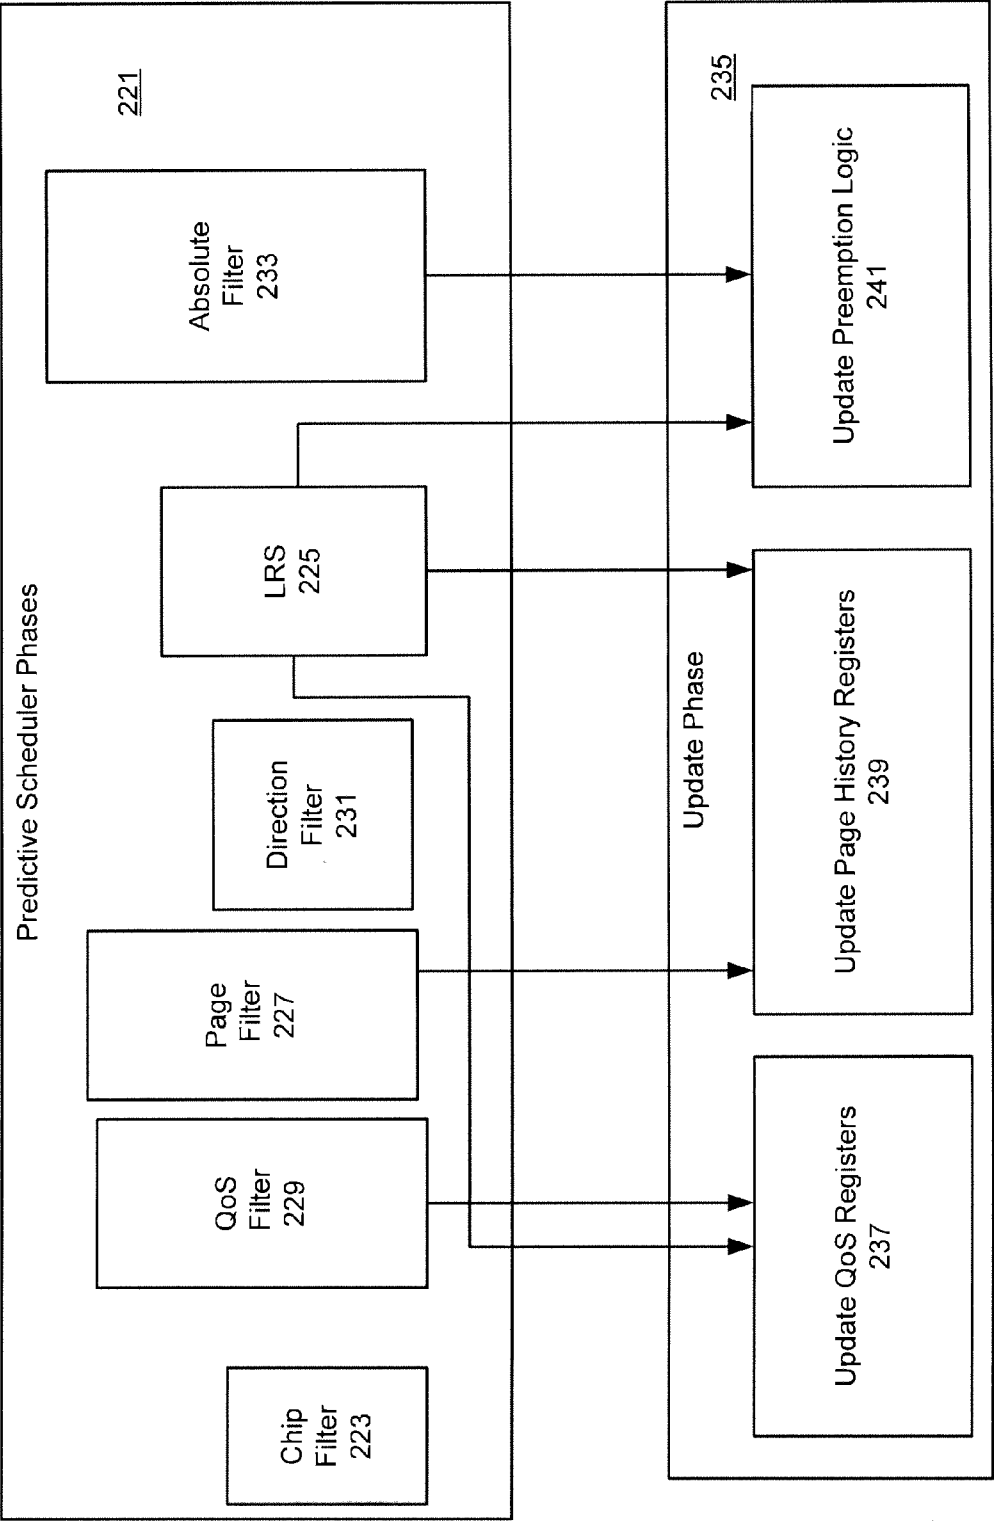 Predictive Scheduler Phases
221
Chip
Filter
223
QoS
Filter
229
Page
Filter
227
Direction
Filter
231
LRS
225
Absolute
Filter
233
Update Phase
235
Update QoS Registers
237
Update Page History Registers
239
Update Preemption Logic
241